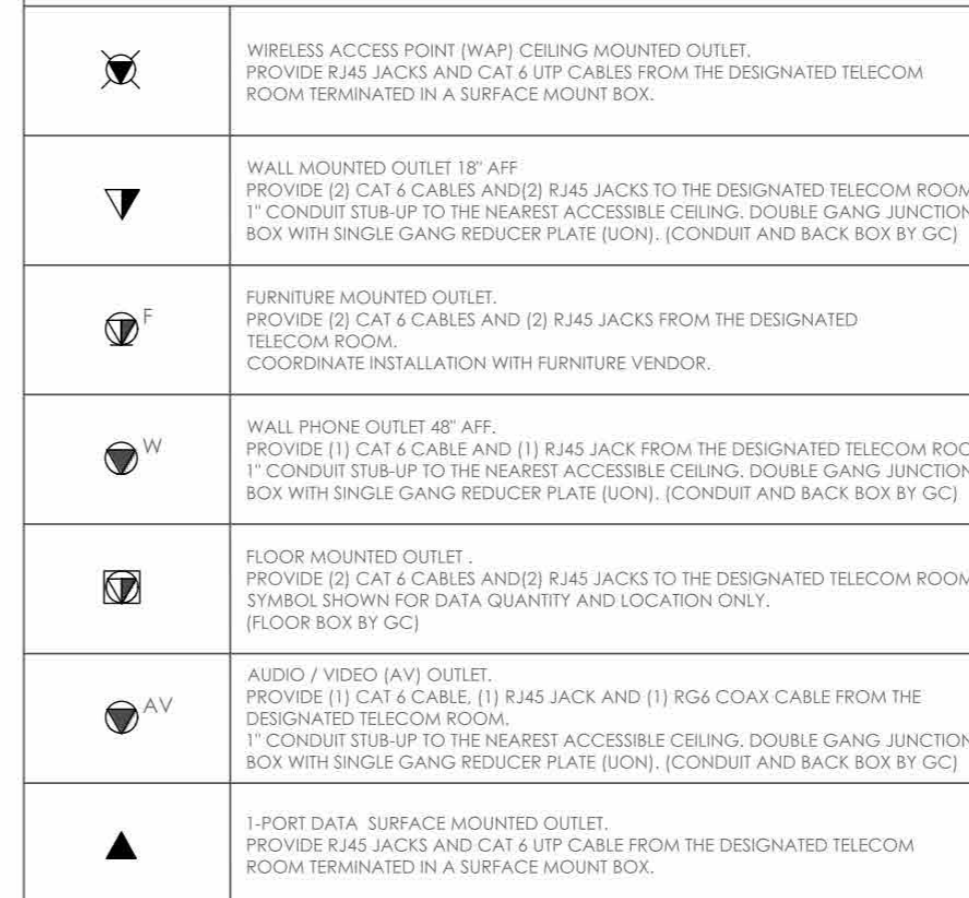 WIRELESS ACCESS POINT (WAP) CEILING MOUNTED OUTLET.
PROVIDE RJ45 JACKS AND CAT 6 UTP CABLES FROM THE DESIGNATED TELECOM
ROOM TERMINATED IN A SURFACE MOUNT BOX.
WALL MOUNTED OUTLET 18" AFF
PROVIDE (2) CAT 6 CABLES AND(2) RJ45 JACKS TO THE DESIGNATED TELECOM ROOM
1" CONDUIT STUB-UP TO THE NEAREST ACCESSIBLE CEILING. DOUBLE GANG JUNCTION
BOX WITH SINGLE GANG REDUCER PLATE (UON). (CONDUIT AND BACK BOX BY GC)
F
FURNITURE MOUNTED OUTLET.
PROVIDE (2) CAT 6 CABLES AND (2) RJ45 JACKS FROM THE DESIGNATED
TELECOM ROOM.
COORDINATE INSTALLATION WITH FURNITURE VENDOR.
W
WALL PHONE OUTLET 48" AFF.
PROVIDE (1) CAT 6 CABLE AND (1) RJ45 JACK FROM THE DESIGNATED TELECOM ROO
1" CONDUIT STUB-UP TO THE NEAREST ACCESSIBLE CEILING. DOUBLE GANG JUNCTION
BOX WITH SINGLE GANG REDUCER PLATE (UON). (CONDUIT AND BACK BOX BY GC)
FLOOR MOUNTED OUTLET .
PROVIDE (2) CAT 6 CABLES AND(2) RJ45 JACKS TO THE DESIGNATED TELECOM ROOM
SYMBOL SHOWN FOR DATA QUANTITY AND LOCATION ONLY.
(FLOOR BOX BY GC)
AV
AUDIO / VIDEO (AV) OUTLET.
PROVIDE (1) CAT 6 CABLE, (1) RJ45 JACK AND (1) RG6 COAX CABLE FROM THE
DESIGNATED TELECOM ROOM.
1" CONDUIT STUB-UP TO THE NEAREST ACCESSIBLE CEILING. DOUBLE GANG JUNCTION
BOX WITH SINGLE GANG REDUCER PLATE (UON). (CONDUIT AND BACK BOX BY GC)
1-PORT DATA SURFACE MOUNTED OUTLET.
PROVIDE RJ45 JACKS AND CAT 6 UTP CABLE FROM THE DESIGNATED TELECOM
ROOM TERMINATED IN A SURFACE MOUNT BOX.